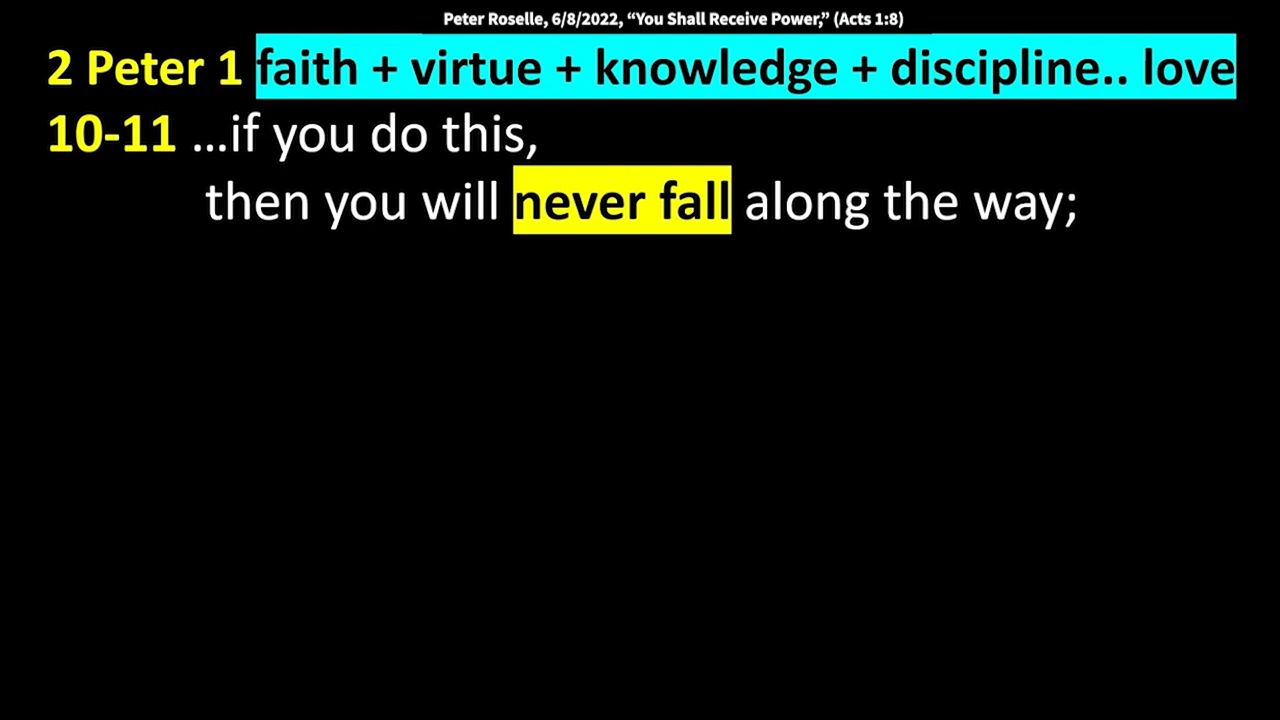 Peter Roselle, 6/8/2022, “You Shall Receive Power,” (Acts 1:8)
2 Peter 1 faith + virtue + knowledge + discipline.. love
10-11 …if you do this,
then you will never fall along the way;